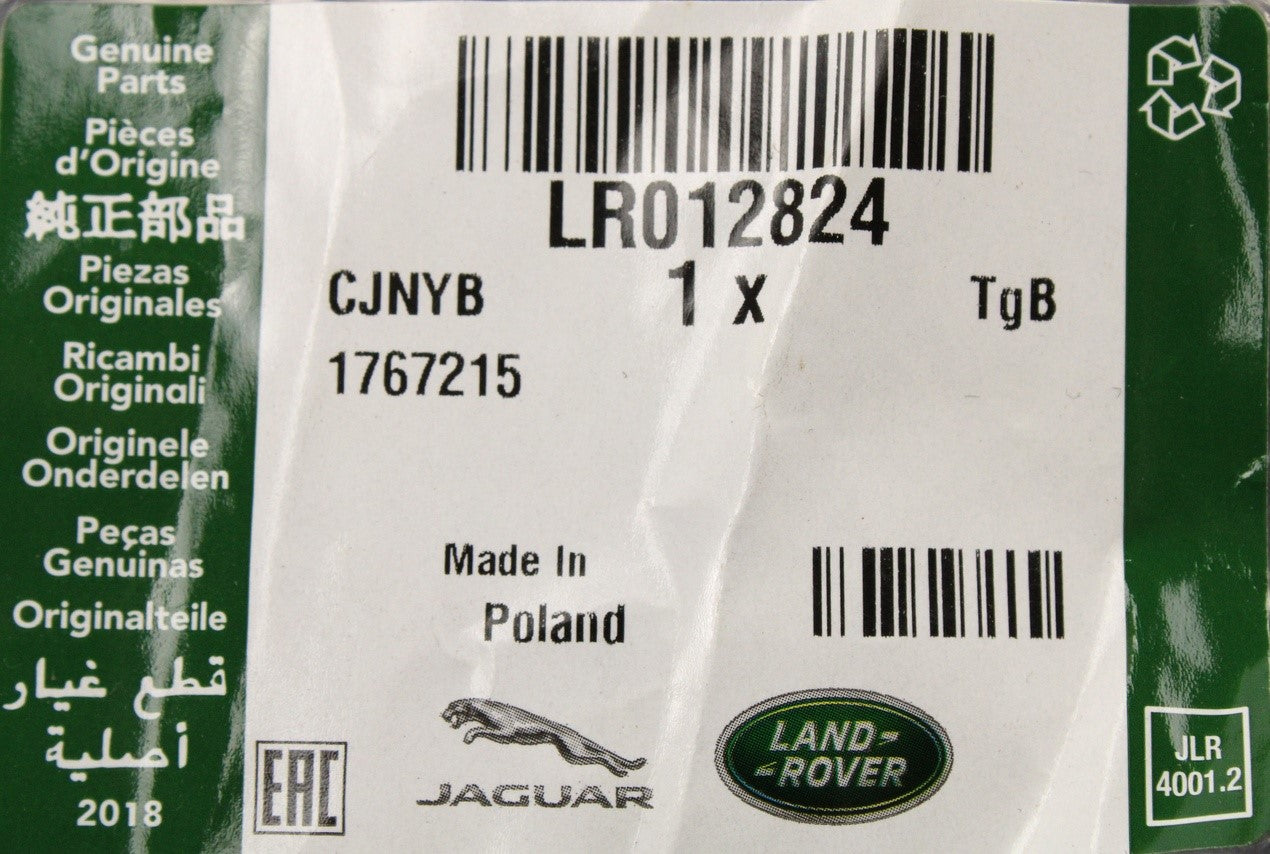 Genuine
Parts
Pièces
d'Origine
純正部品
Piezas
Originales
Ricambi
Originali
Originele
Onderdelen
Peças
Genuinas
Originalteile
قطع غيار
أصلية
2018
LR012824
CJNYB 1 x TgB
1767215
Made In
Poland
EAC
JAGUAR
LAND
ROVER
JLR
4001.2